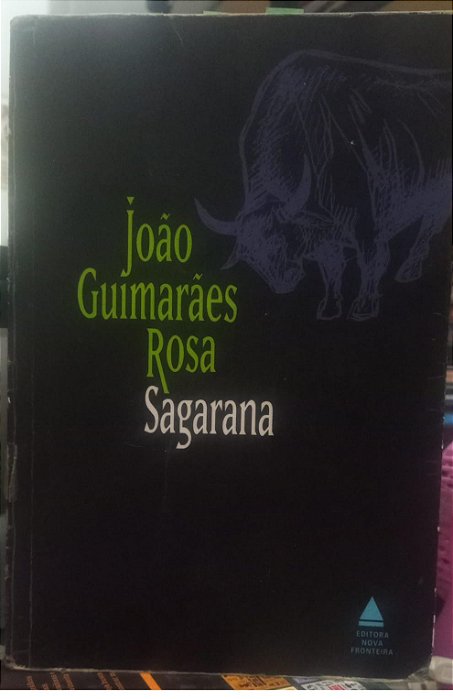 João
Guimarães
Rosa
Sagarana
EDITORA
NOVA
FRONTEIRA